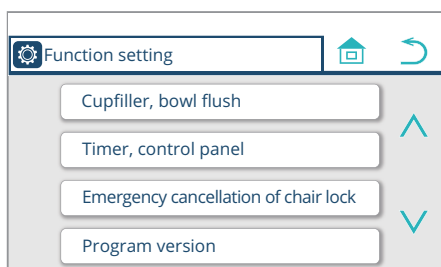 Function setting
Cupfiller, bowl flush
Timer, control panel
Emergency cancellation of chair lock
Program version